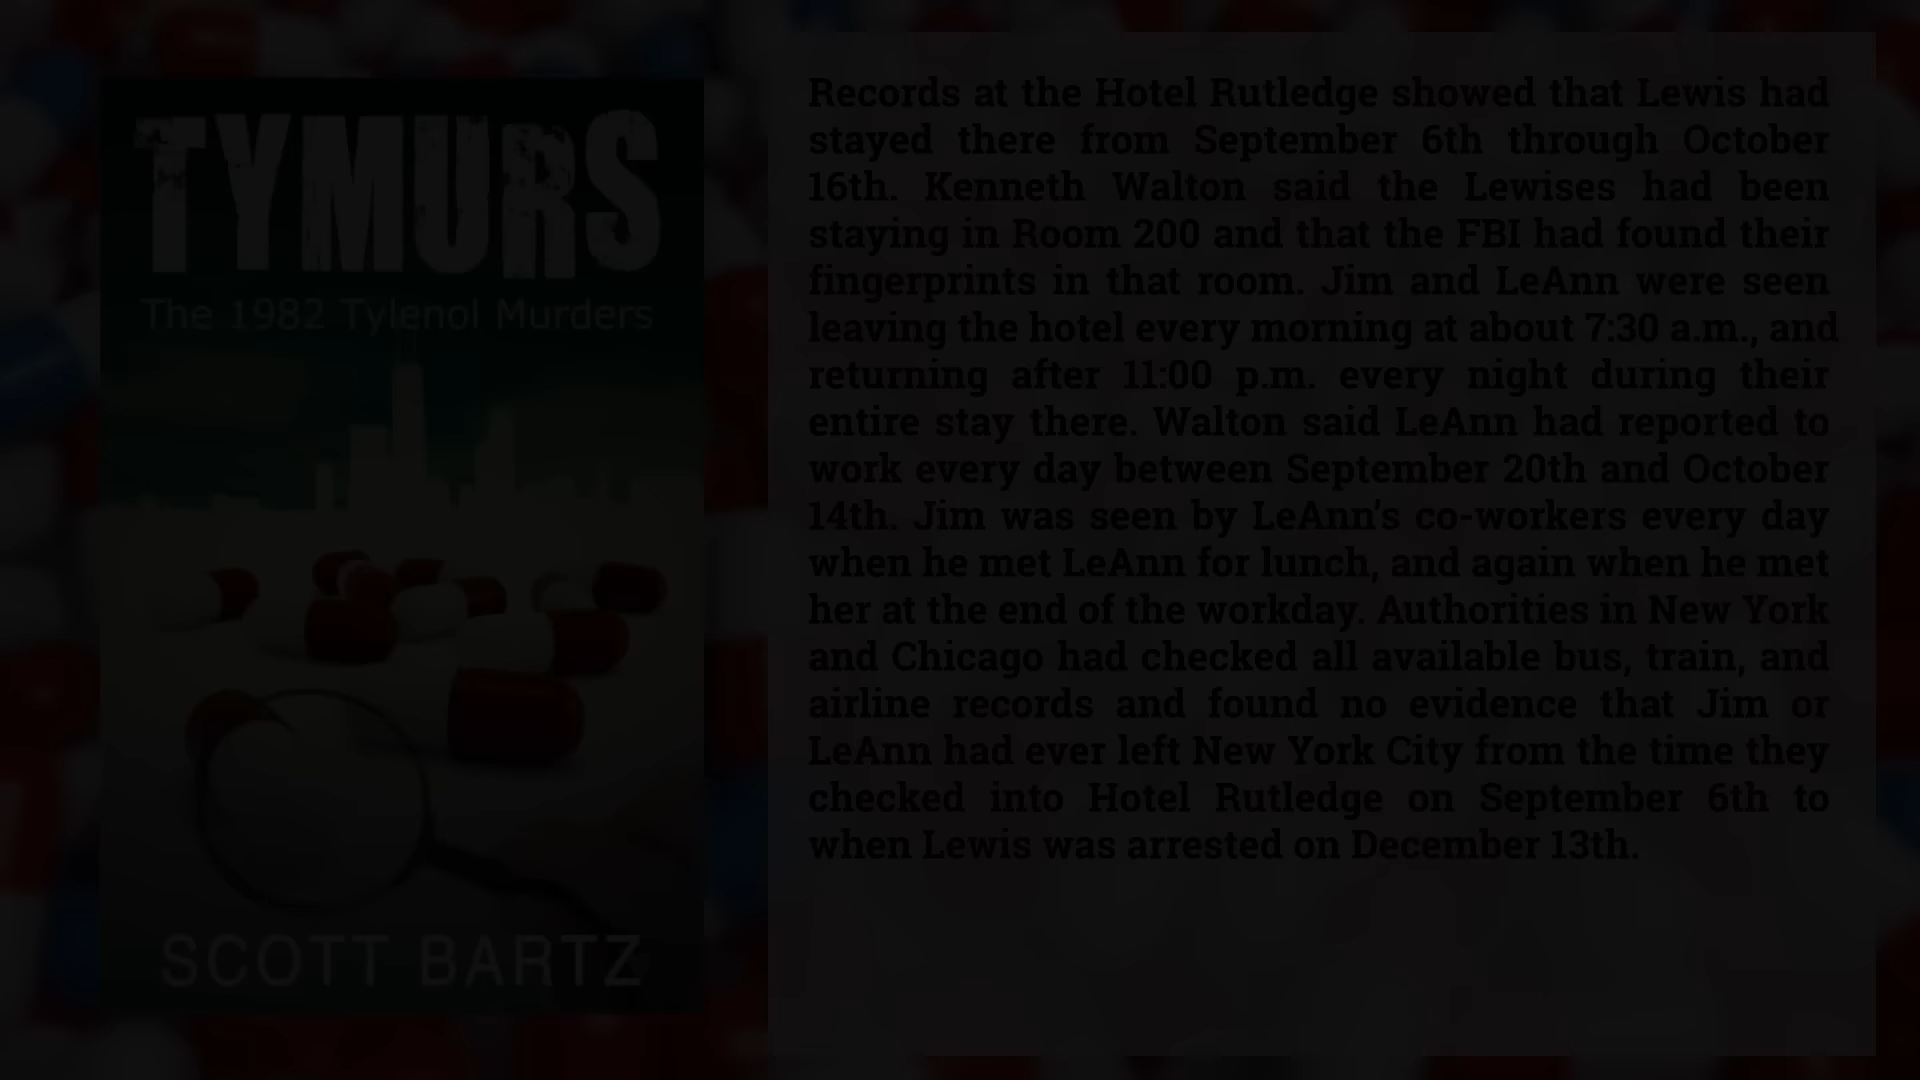 TYMURS
The 1982 Tylenol Murders
SCOTT BARTZ
Records at the Hotel Rutledge showed that Lewis had
stayed there from September 6th through October
16th. Kenneth Walton said the Lewises had been
staying in Room 200 and that the FBI had found their
fingerprints in that room. Jim and LeAnn were seen
leaving the hotel every morning at about 7:30 a.m., and
returning after 11:00 p.m. every night during their
entire stay there. Walton said LeAnn had reported to
work every day between September 20th and October
14th. Jim was seen by LeAnn's co-workers every day
when he met LeAnn for lunch, and again when he met
her at the end of the workday. Authorities in New York
and Chicago had checked all available bus, train, and
airline records and found no evidence that Jim or
LeAnn had ever left New York City from the time they
checked into Hotel Rutledge on September 6th to
when Lewis was arrested on December 13th.